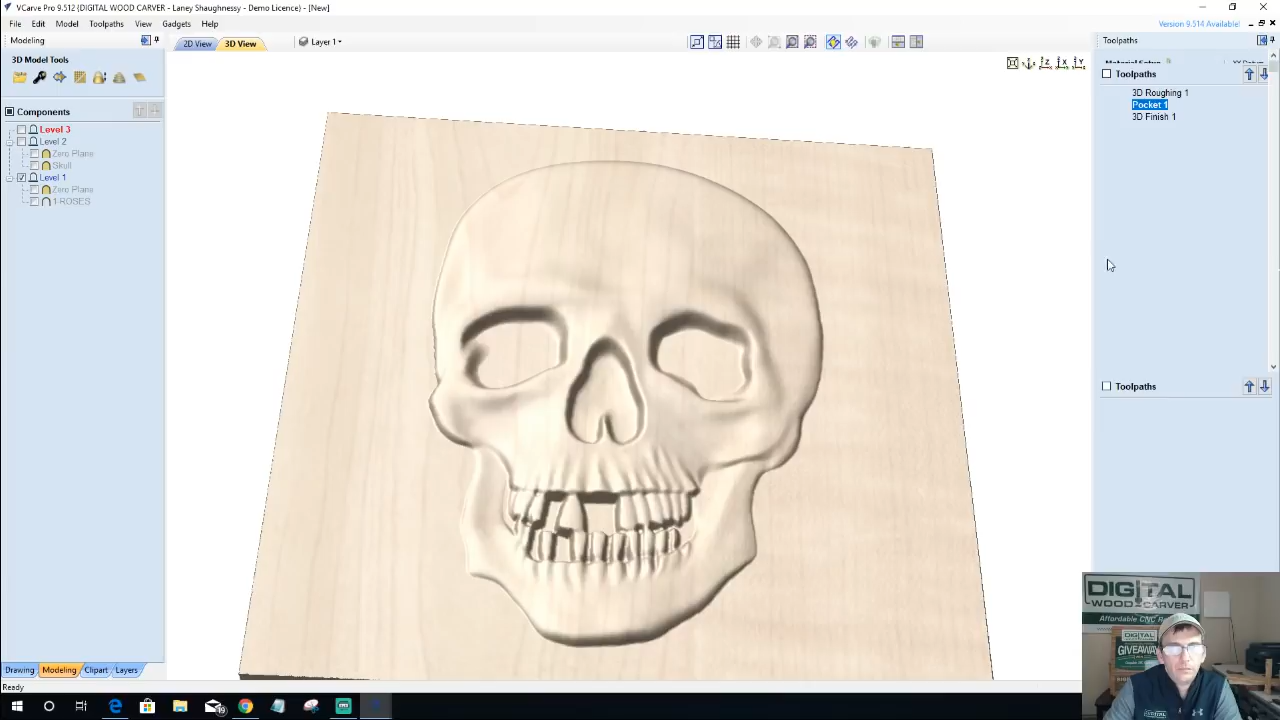 VCarve Pro 9.512 (DIGITAL WOOD CARVER - Laney Shaughnessy - Demo Licence) - [New]
File Edit Model Toolpaths View Gadgets Help
Version 9.514 Available!
Modeling
2D View 3D View Layer 1
Toolpaths
3D Model Tools
Toolpaths
3D Roughing 1
Pocket 1
3D Finish 1
Components
Level 3
Level 2
Zero Plane
Skull
Level 1
Zero Plane
1-ROSES
Toolpaths
DIGITAL
WOOD-CARVER
Affordable CNC
DIGITAL
GIVEAWAY
Drawing Modeling Clipart Layers
Ready
DIGITAL